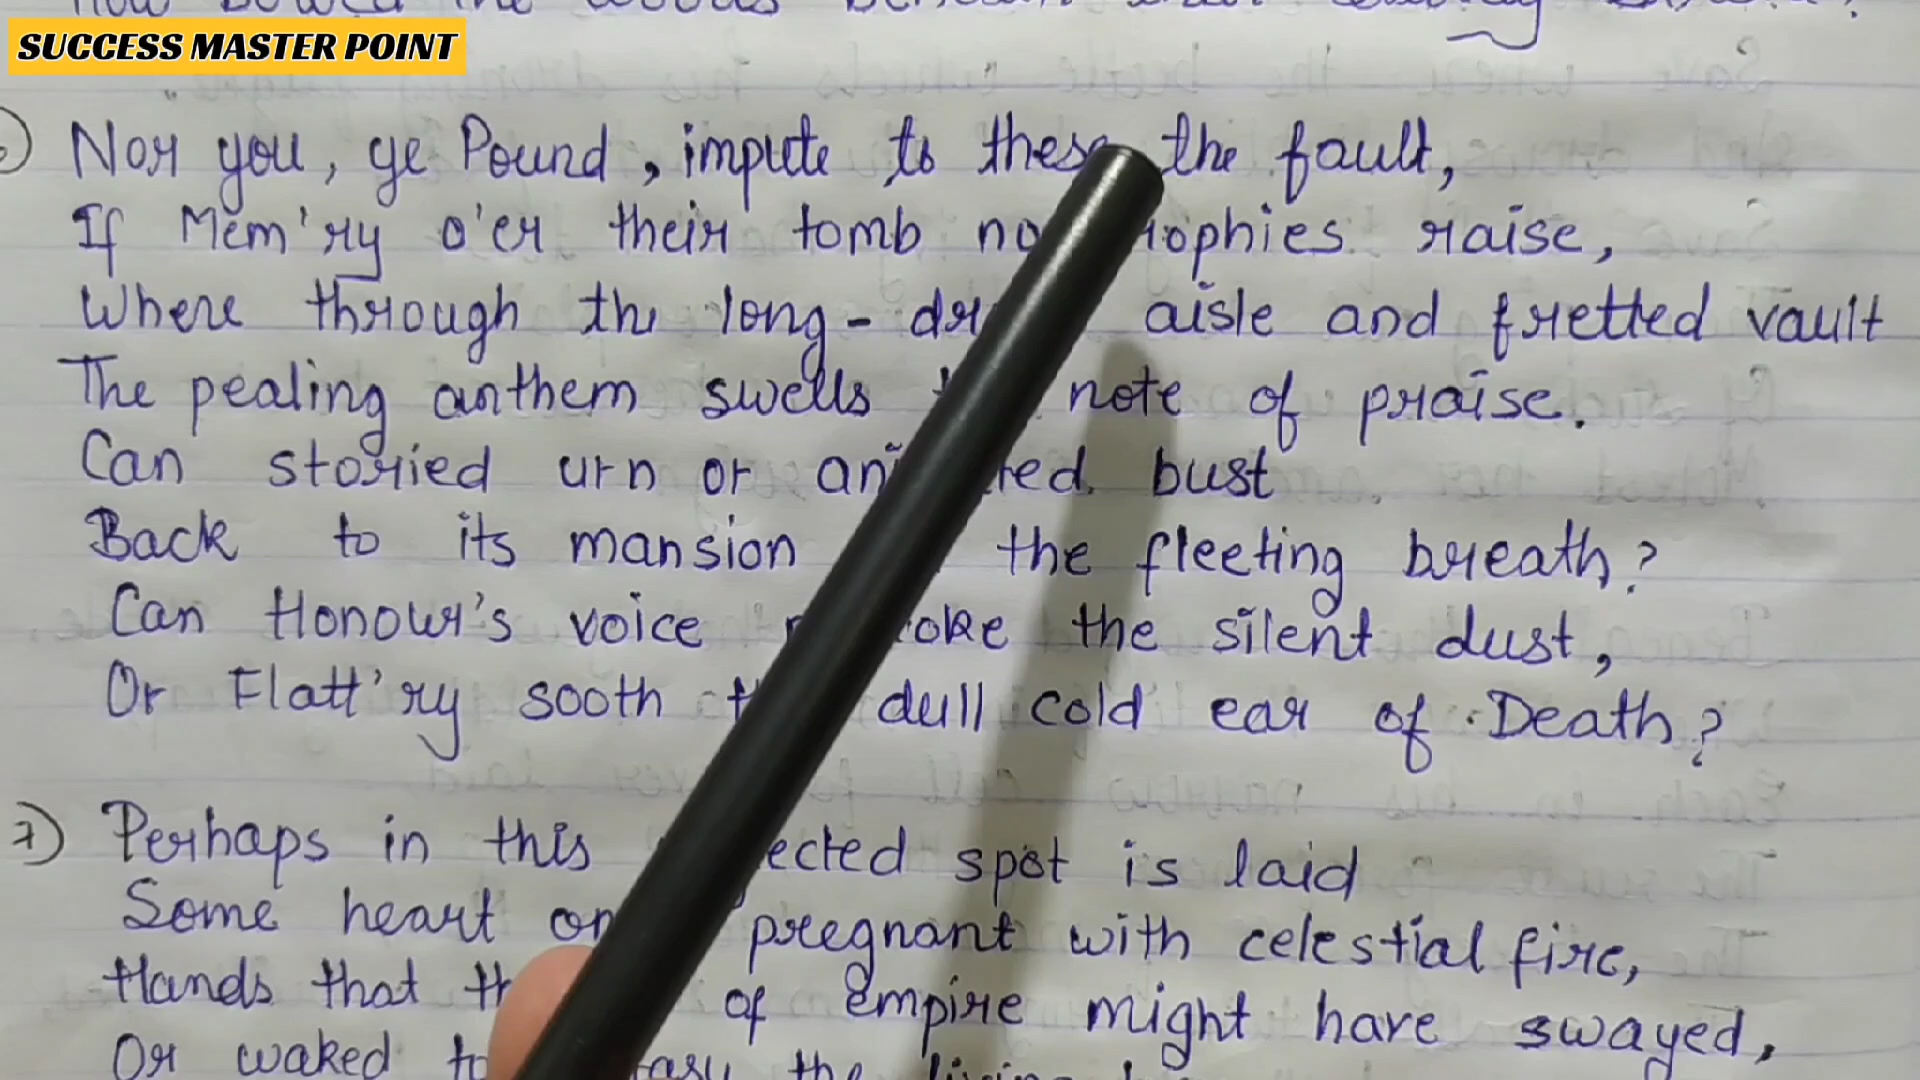 SUCCESS MASTER POINT
Nor you, ye Pound, impute to these the fault,
If Mem'ry o'er their tomb no rophies raise,
Where through the long- dr aisle and fretted vault
The pealing anthem swells note of praise.
Can storied urn or bust
Back to its mansion the fleeting breath?
Can Honour's voice the silent dust,
Or Flatt'ry sooth dull cold ear of Death?
7) Perhaps in this ected spot is laid
Some heart pregnant with celestial fire,
Hands that of empire might have swayed,
Or waked the